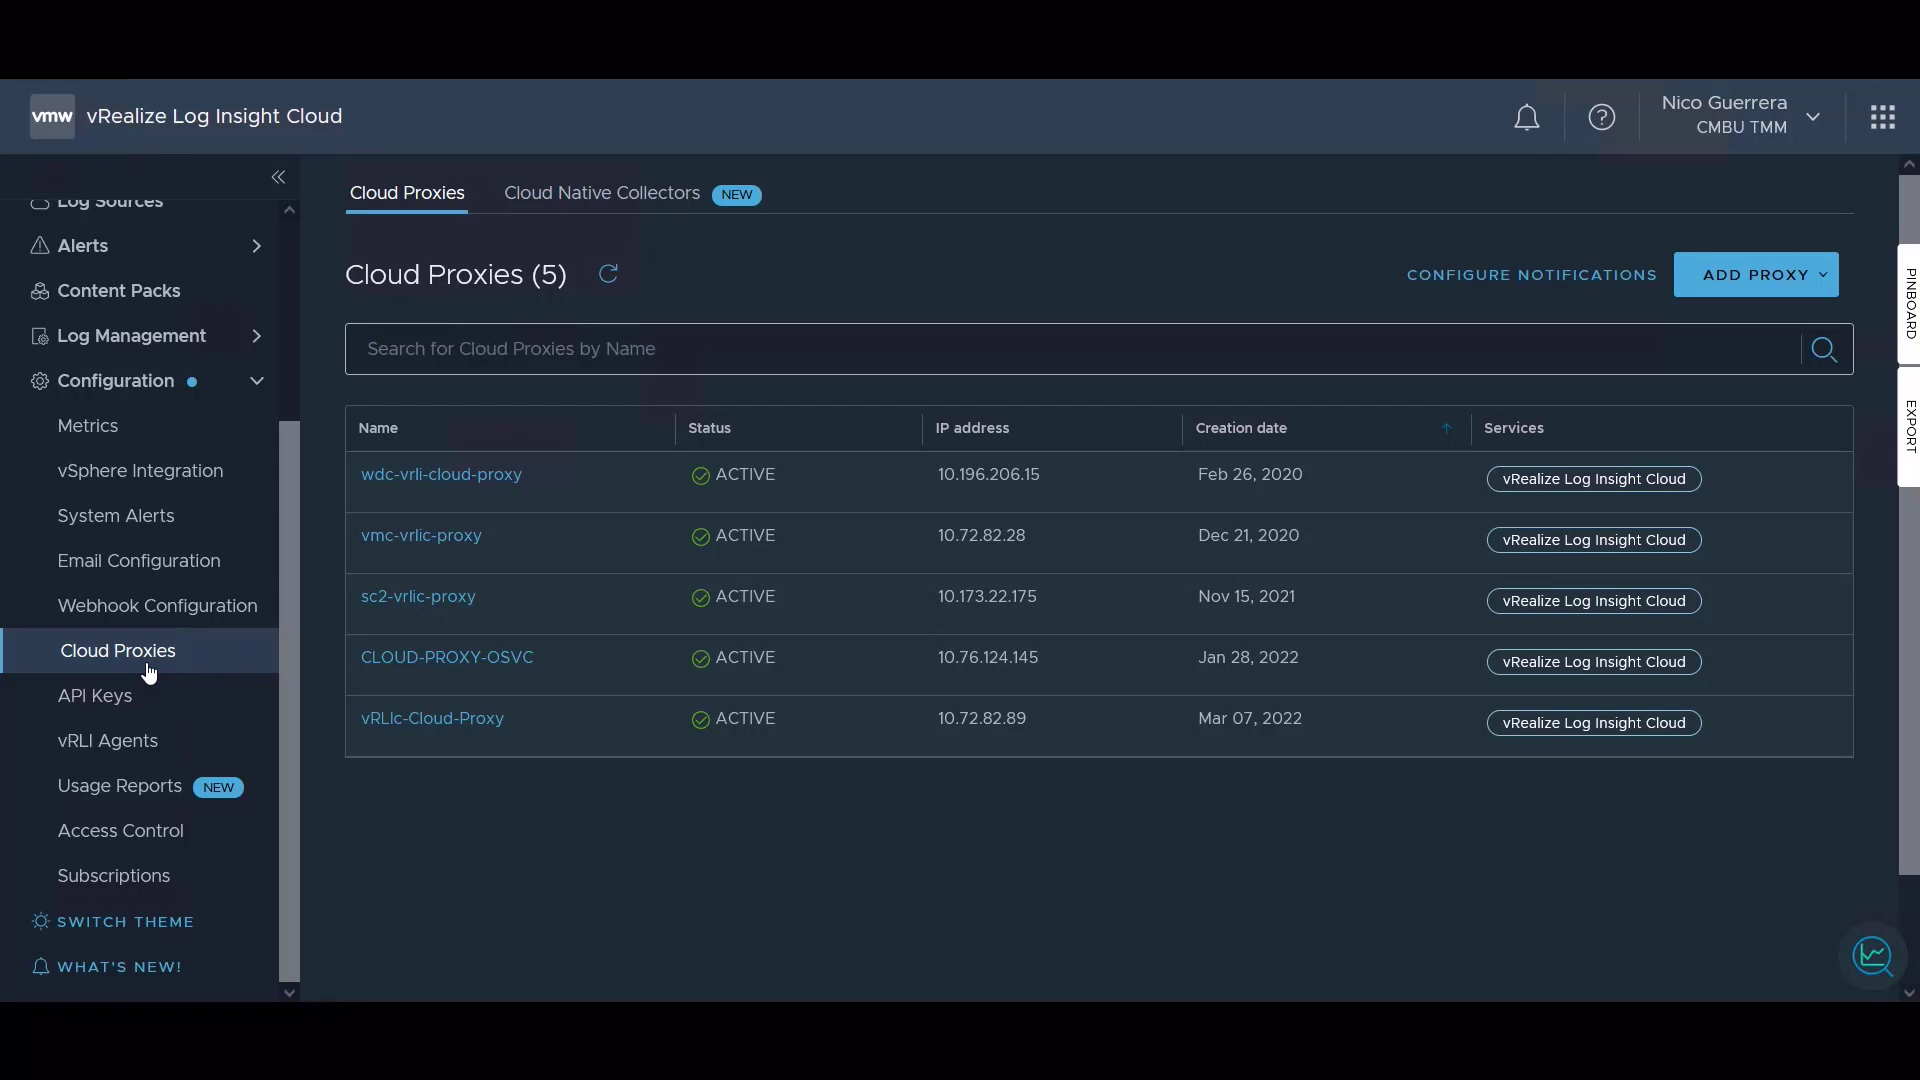 vmw vRealize Log Insight Cloud
Nico Guerrera
CMBU TMM
Log Sources
Alerts
Content Packs
Log Management
Configuration
Metrics
vSphere Integration
System Alerts
Email Configuration
Webhook Configuration
Cloud Proxies
API Keys
vRLI Agents
Usage Reports NEW
Access Control
Subscriptions
SWITCH THEME
WHAT'S NEW!
Cloud Proxies Cloud Native Collectors NEW
Cloud Proxies (5)
CONFIGURE NOTIFICATIONS ADD PROXY
Search for Cloud Proxies by Name
Name Status IP address Creation date Services
wdc-vrli-cloud-proxy ACTIVE 10.196.206.15 Feb 26, 2020 vRealize Log Insight Cloud
vmc-vrlic-proxy ACTIVE 10.72.82.28 Dec 21, 2020 vRealize Log Insight Cloud
sc2-vrlic-proxy ACTIVE 10.173.22.175 Nov 15, 2021 vRealize Log Insight Cloud
CLOUD-PROXY-OSVC ACTIVE 10.76.124.145 Jan 28, 2022 vRealize Log Insight Cloud
vRLIc-Cloud-Proxy ACTIVE 10.72.82.89 Mar 07, 2022 vRealize Log Insight Cloud
PINBOARD
EXPORT